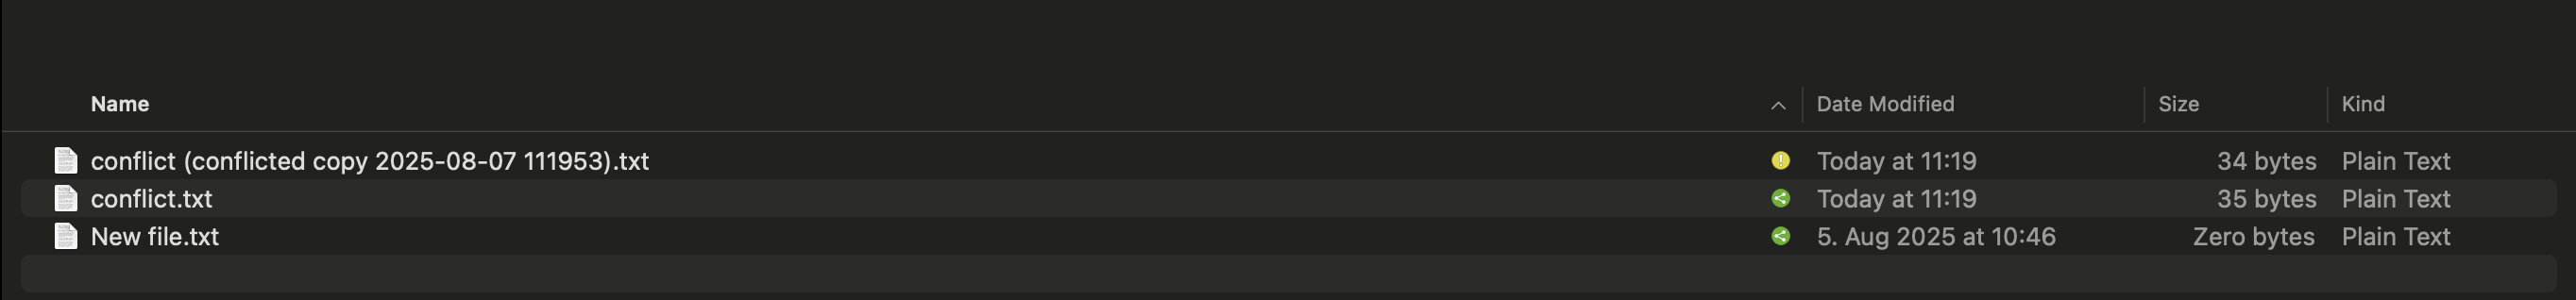 Name Date Modified Size Kind
conflict (conflicted copy 2025-08-07 111953).txt Today at 11:19 34 bytes Plain Text
conflict.txt Today at 11:19 35 bytes Plain Text
New file.txt 5. Aug 2025 at 10:46 Zero bytes Plain Text